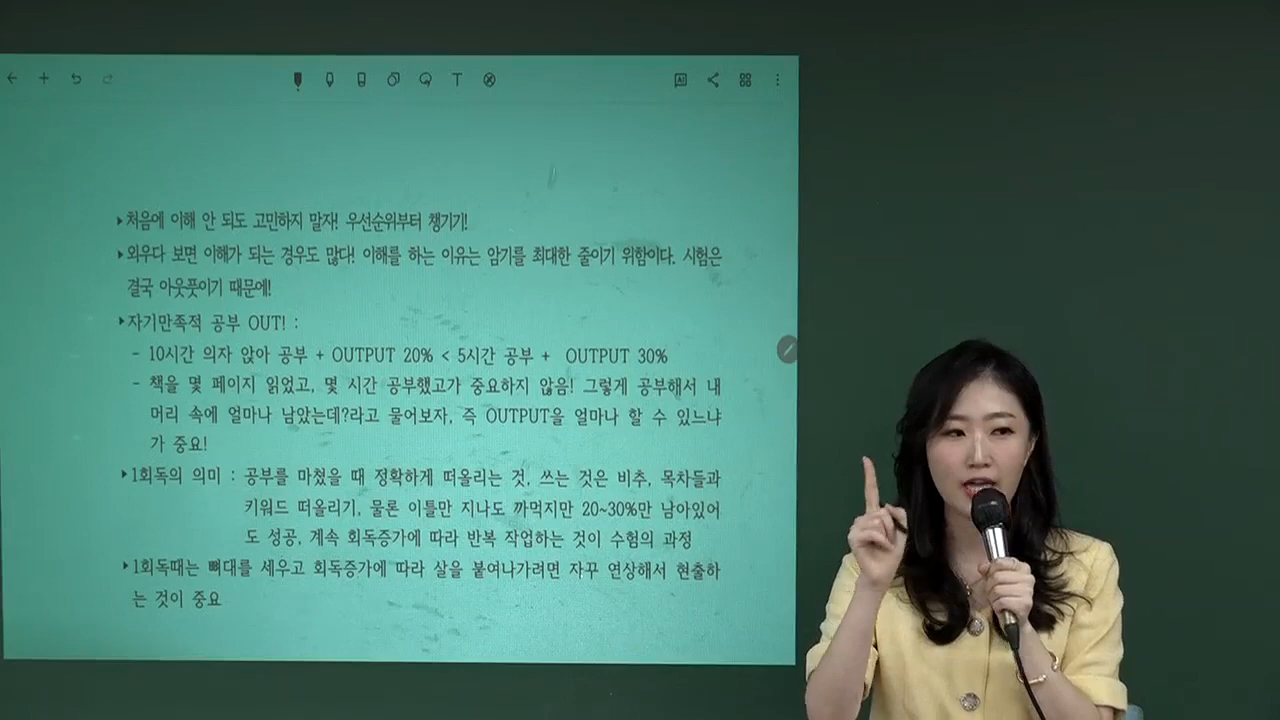 ▸처음에 이해 안 되도 고민하지 말자! 우선순위부터 챙기기!
▸외우다 보면 이해가 되는 경우도 많다! 이해를 하는 이유는 암기를 최대한 줄이기 위함이다. 시험은
결국 아웃풋이기 때문에!
▸자기만족적 공부 OUT! :
- 10시간 의자 앉아 공부 + OUTPUT 20% < 5시간 공부 + OUTPUT 30%
- 책을 몇 페이지 읽었고, 몇 시간 공부했고가 중요하지 않음! 그렇게 공부해서 내
머리 속에 얼마나 남았는데?라고 물어보자, 즉 OUTPUT을 얼마나 할 수 있느냐
가 중요!
▸1회독의 의미 : 공부를 마쳤을 때 정확하게 떠올리는 것, 쓰는 것은 비추, 목차들과
키워드 떠올리기, 물론 이틀만 지나도 까먹지만 20~30%만 남아있어
도 성공, 계속 회독증가에 따라 반복 작업하는 것이 수험의 과정
▸1회독때는 뼈대를 세우고 회독증가에 따라 살을 붙여나가려면 자꾸 연상해서 현출하
는 것이 중요